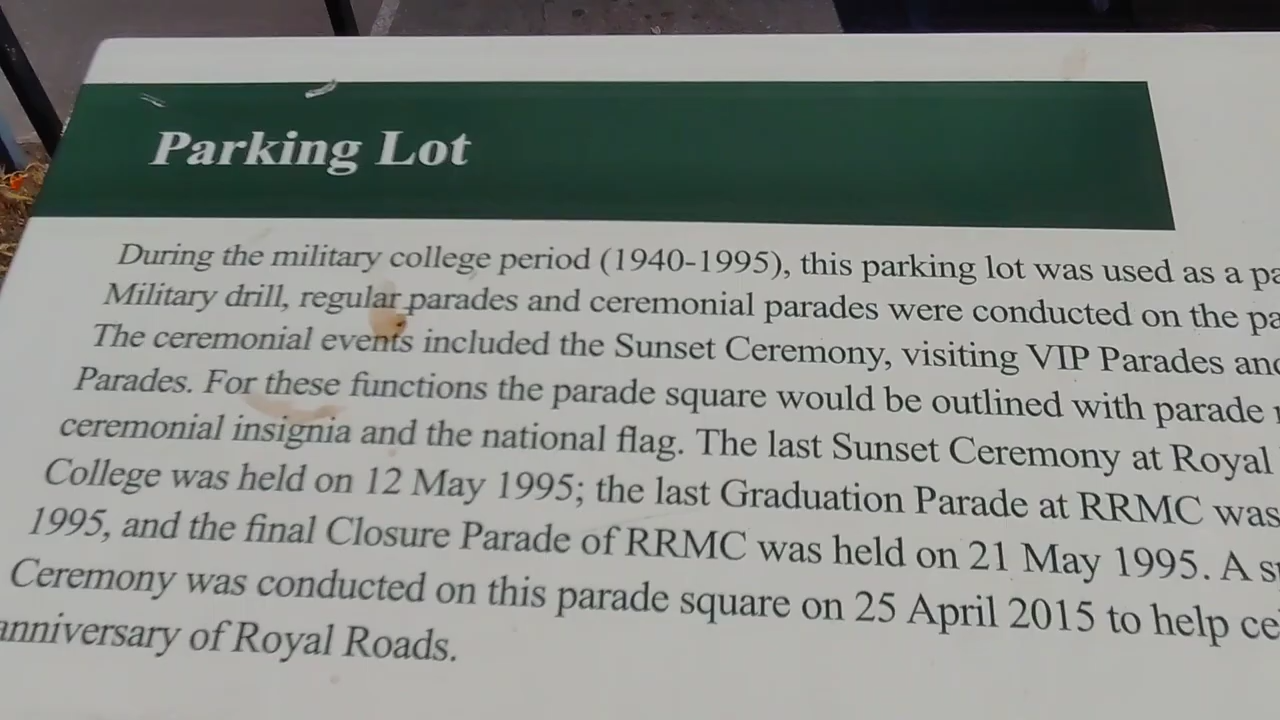 Parking Lot
During the military college period (1940-1995), this parking lot was used as a pa
Military drill, regular parades and ceremonial parades were conducted on the pa
The ceremonial events included the Sunset Ceremony, visiting VIP Parades and
Parades. For these functions the parade square would be outlined with parade
ceremonial insignia and the national flag. The last Sunset Ceremony at Royal
College was held on 12 May 1995; the last Graduation Parade at RRMC was
1995, and the final Closure Parade of RRMC was held on 21 May 1995. A s
Ceremony was conducted on this parade square on 25 April 2015 to help ce
anniversary of Royal Roads.